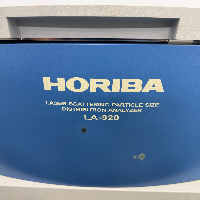 HORIBA
LASER SCATTERING PARTICLE SIZE
DISTRIBUTION ANALYZER
LA-920